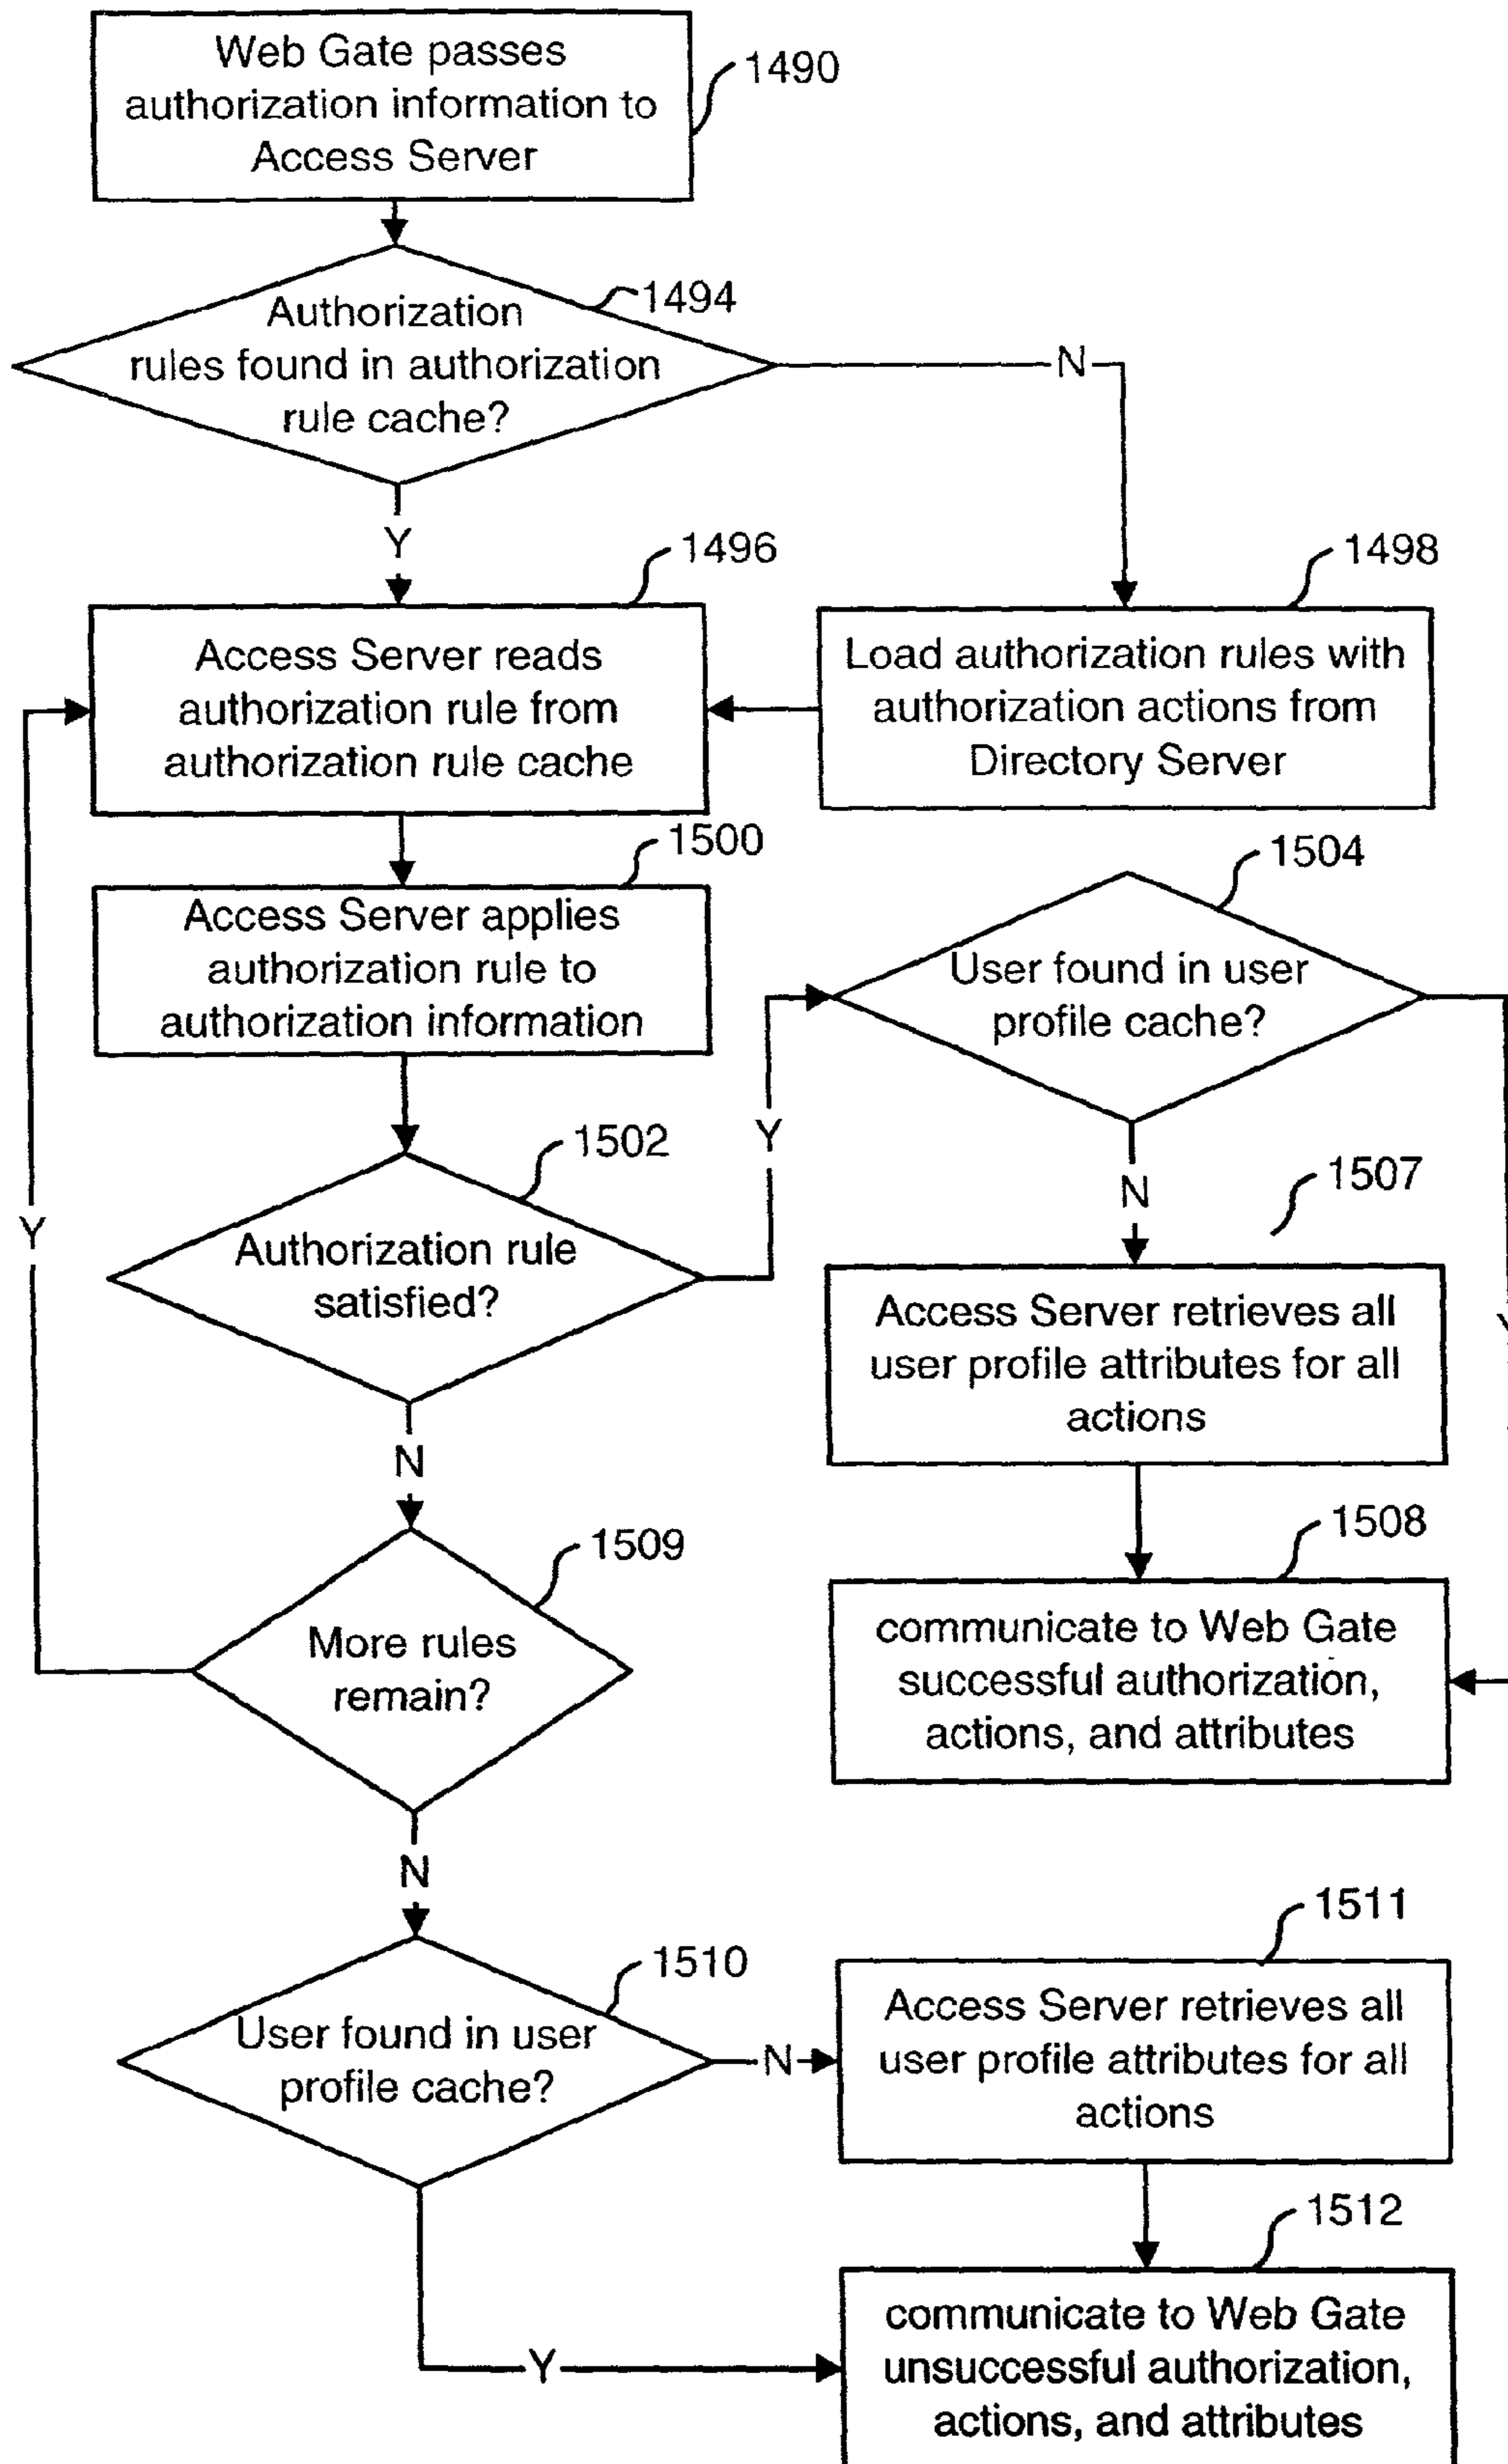 Web Gate passes
authorization information to
Access Server
1490
Authorization
rules found in authorization
rule cache?
1494
N
Y
1496
Access Server reads
authorization rule from
authorization rule cache
1498
Load authorization rules with
authorization actions from
Directory Server
1500
Access Server applies
authorization rule to
authorization information
1504
User found in user
profile cache?
Y
1502
Authorization rule
satisfied?
Y
N
1507
Access Server retrieves all
user profile attributes for all
actions
Y
N
1508
communicate to Web Gate
successful authorization,
actions, and attributes
1509
More rules
remain?
N
1510
User found in user
profile cache?
N
1511
Access Server retrieves all
user profile attributes for all
actions
Y
1512
communicate to Web Gate
unsuccessful authorization,
actions, and attributes